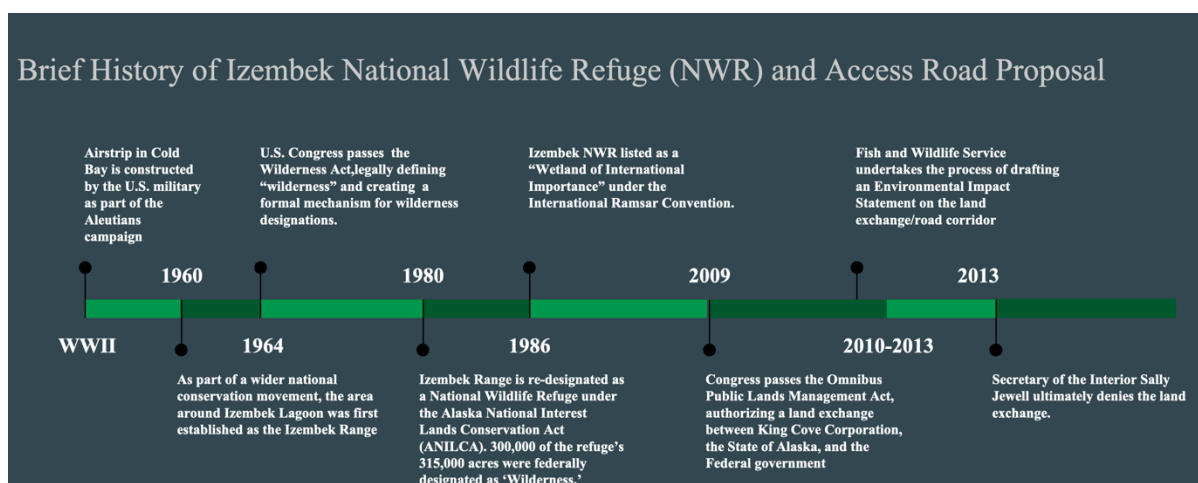 Brief History of Izembek National Wildlife Refuge (NWR) and Access Road Proposal
Airstrip in Cold
Bay is constructed
by the U.S. military
as part of the
Aleutians
campaign
U.S. Congress passes the
Wilderness Act,legally defining
“wilderness” and creating a
formal mechanism for wilderness
designations.
Izembek NWR listed as a
“Wetland of International
Importance” under the
International Ramsar Convention.
Fish and Wildlife Service
undertakes the process of drafting
an Environmental Impact
Statement on the land
exchange/road corridor
1960
1980
2009
2013
WWII
1964
1986
2010-2013
As part of a wider national
conservation movement, the area
around Izembek Lagoon was first
established as the Izembek Range
Izembek Range is re-designated as
a National Wildlife Refuge under
the Alaska National Interest
Lands Conservation Act
(ANILCA). 300,000 of the refuge’s
315,000 acres were federally
designated as ‘Wilderness.’
Congress passes the Omnibus
Public Lands Management Act,
authorizing a land exchange
between King Cove Corporation,
the State of Alaska, and the
Federal government
Secretary of the Interior Sally
Jewell ultimately denies the land
exchange.